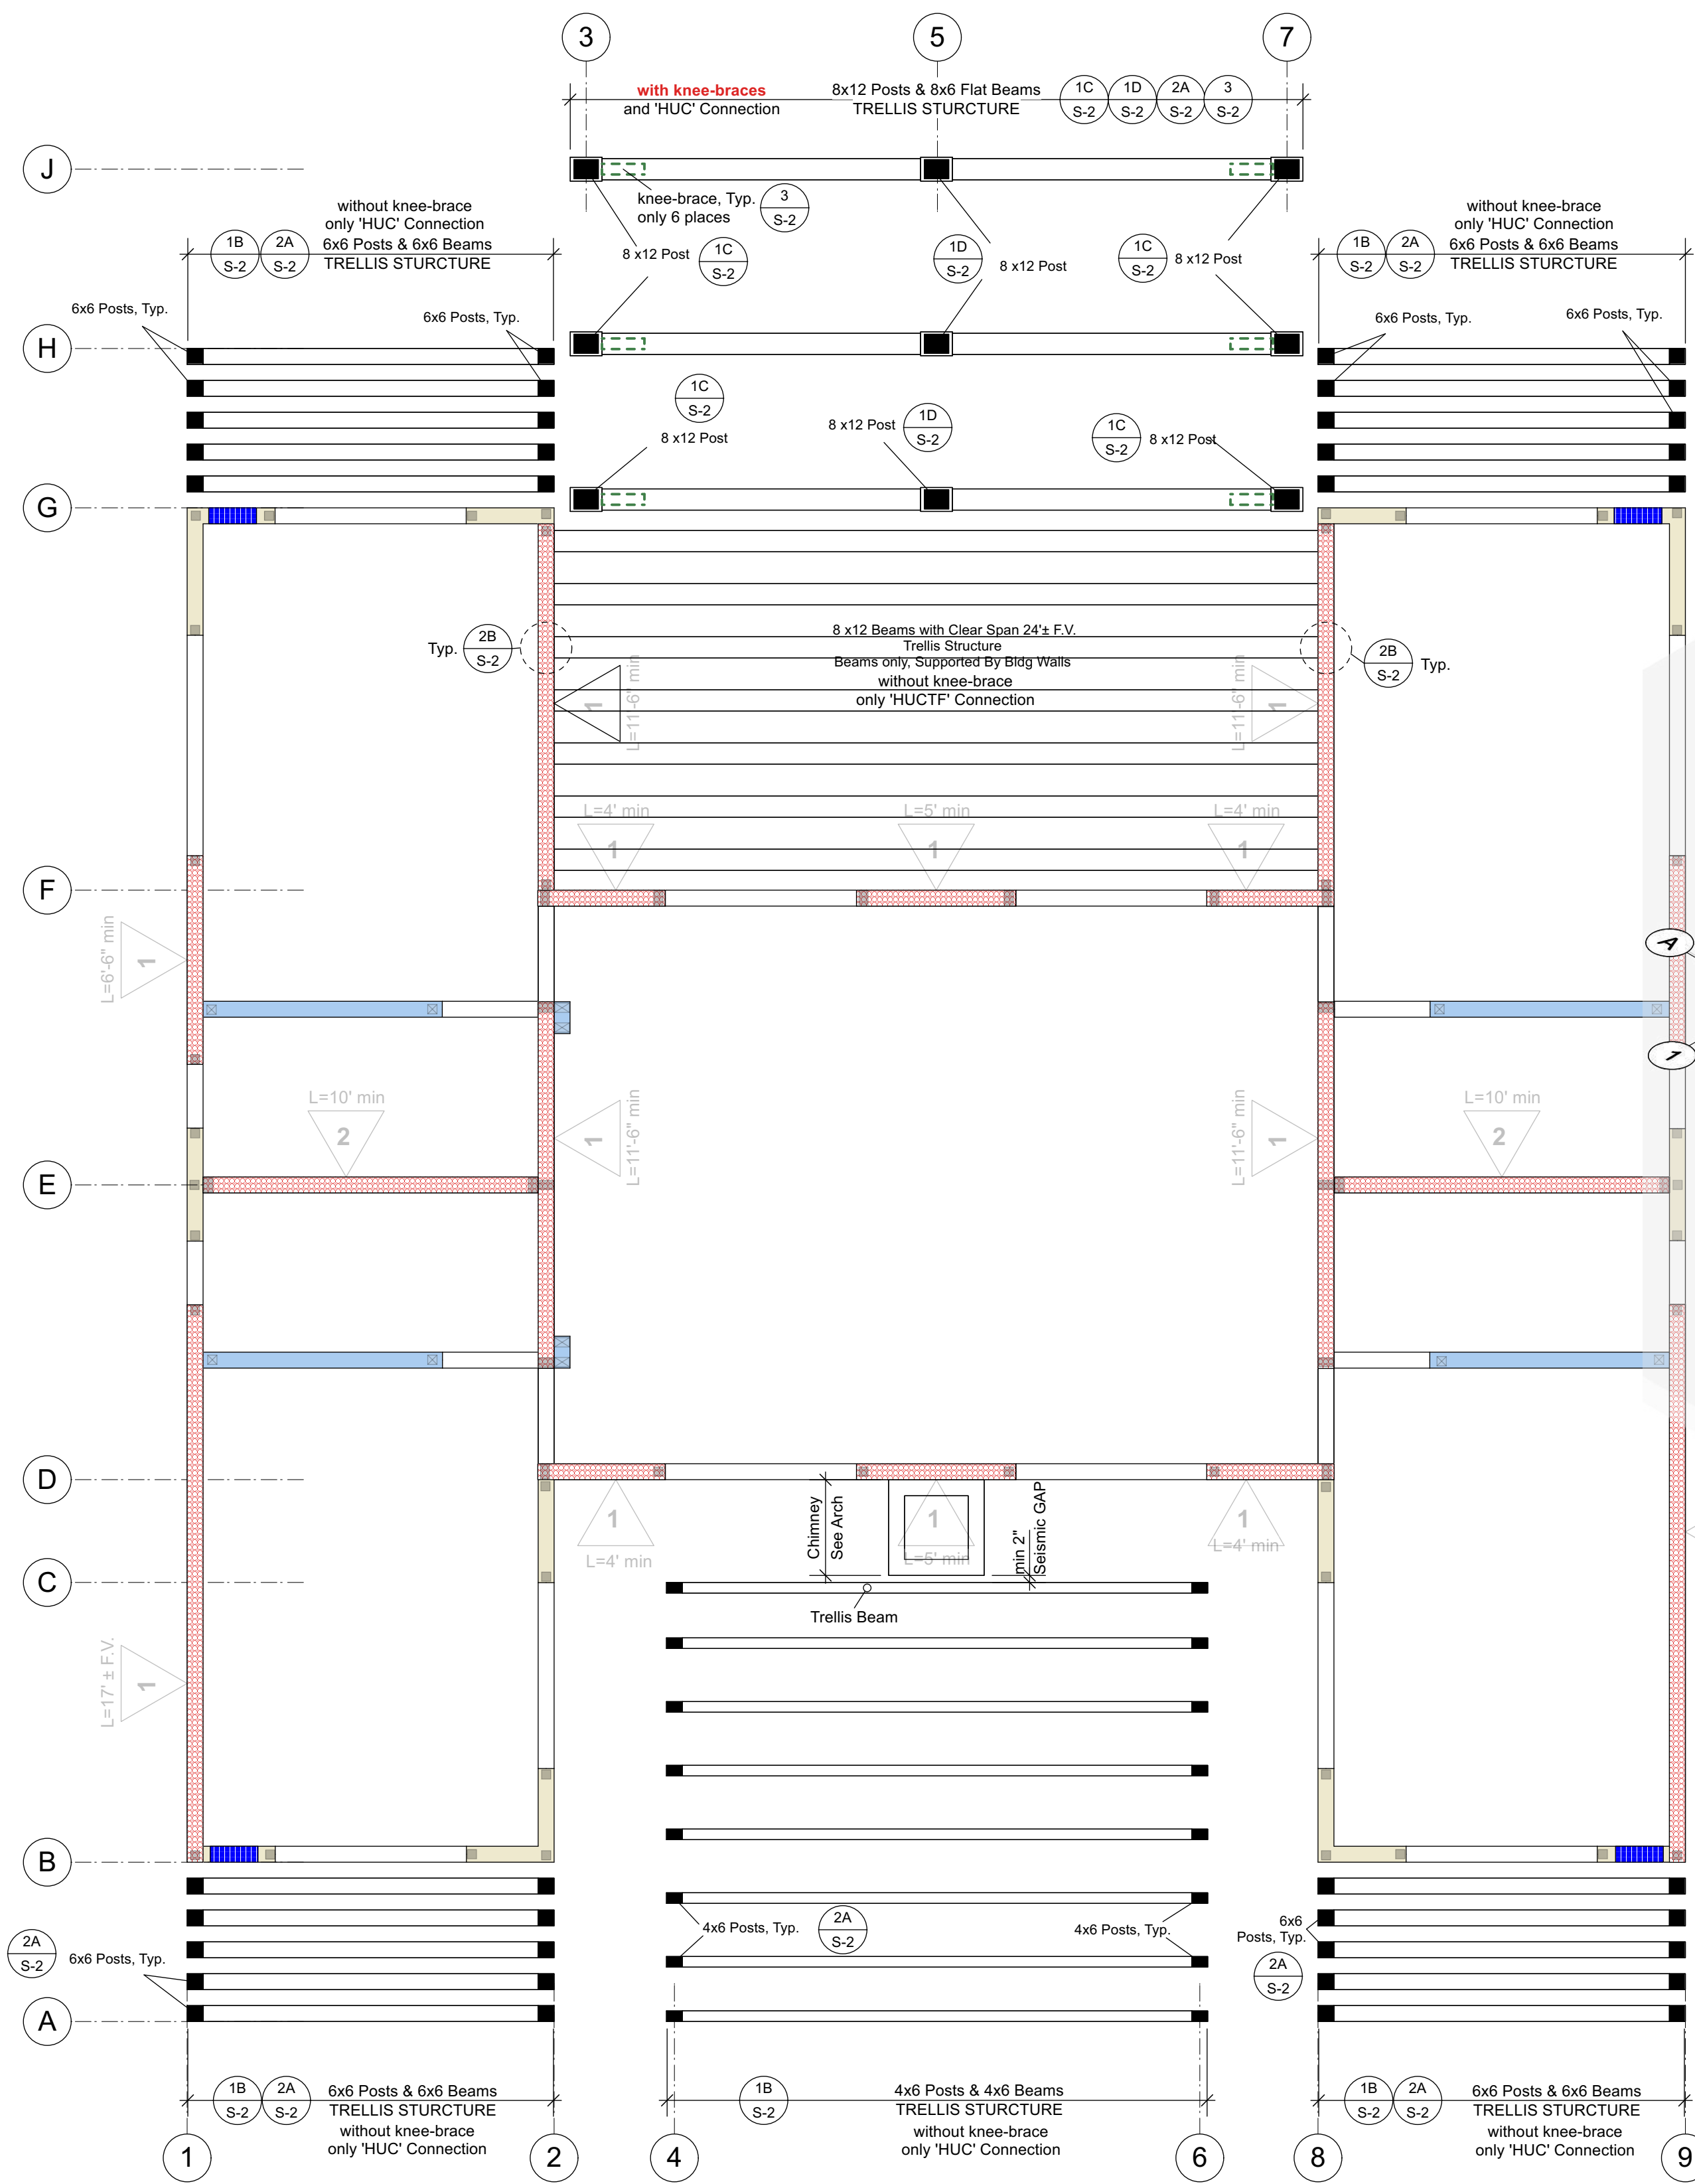 3
5
7
with knee-braces
and 'HUC' Connection
8x12 Posts & 8x6 Flat Beams
TRELLIS STURCTURE
1C
S-2
1D
S-2
2A
S-2
3
S-2
J
knee-brace, Typ.
only 6 places
3
S-2
without knee-brace
only 'HUC' Connection
1B
S-2
2A
S-2
6x6 Posts & 6x6 Beams
TRELLIS STURCTURE
8 x12 Post
1C
S-2
1D
S-2
8 x12 Post
1C
S-2
8 x12 Post
without knee-brace
only 'HUC' Connection
1B
S-2
2A
S-2
6x6 Posts & 6x6 Beams
TRELLIS STURCTURE
6x6 Posts, Typ.
6x6 Posts, Typ.
6x6 Posts, Typ.
6x6 Posts, Typ.
H
1C
S-2
8 x12 Post
8 x12 Post
1D
S-2
1C
S-2
8 x12 Post
G
Typ.
2B
S-2
8 x12 Beams with Clear Span 24'± F.V.
Trellis Structure
Beams only, Supported By Bldg Walls
without knee-brace
only 'HUCTF' Connection
2B
S-2
Typ.
1
L=11'-6" min
L=11'-6" min
1
L=4' min
1
L=5' min
1
L=4' min
1
F
L=6'-6" min
1
A
1
L=10' min
2
1
L=11'-6" min
L=11'-6" min
1
L=10' min
2
E
D
1
L=4' min
Chimney
See Arch
1
L=5' min
min 2"
Seismic GAP
1
L=4' min
C
Trellis Beam
L=17' ± F.V.
1
B
4x6 Posts, Typ.
2A
S-2
4x6 Posts, Typ.
6x6
Posts, Typ.
2A
S-2
2A
S-2
6x6 Posts, Typ.
A
1B
S-2
2A
S-2
6x6 Posts & 6x6 Beams
TRELLIS STURCTURE
without knee-brace
only 'HUC' Connection
1B
S-2
4x6 Posts & 4x6 Beams
TRELLIS STURCTURE
without knee-brace
only 'HUC' Connection
1B
S-2
2A
S-2
6x6 Posts & 6x6 Beams
TRELLIS STURCTURE
without knee-brace
only 'HUC' Connection
1
2
4
6
8
9